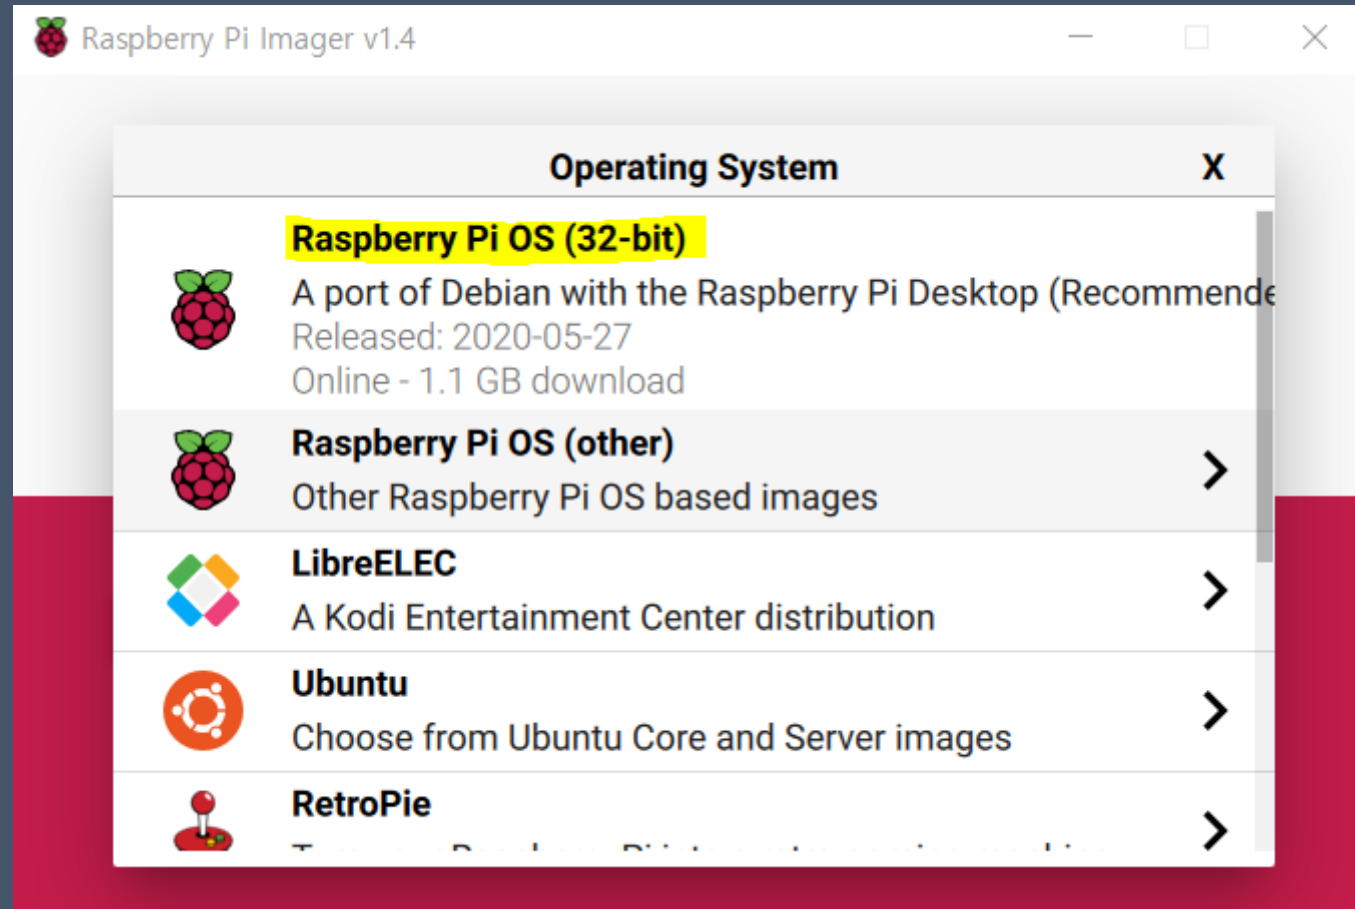 Raspberry Pi Imager v1.4
Operating System X
Raspberry Pi OS (32-bit)
A port of Debian with the Raspberry Pi Desktop (Recommende
Released: 2020-05-27
Online - 1.1 GB download
Raspberry Pi OS (other)
Other Raspberry Pi OS based images
LibreELEC
A Kodi Entertainment Center distribution
Ubuntu
Choose from Ubuntu Core and Server images
RetroPie